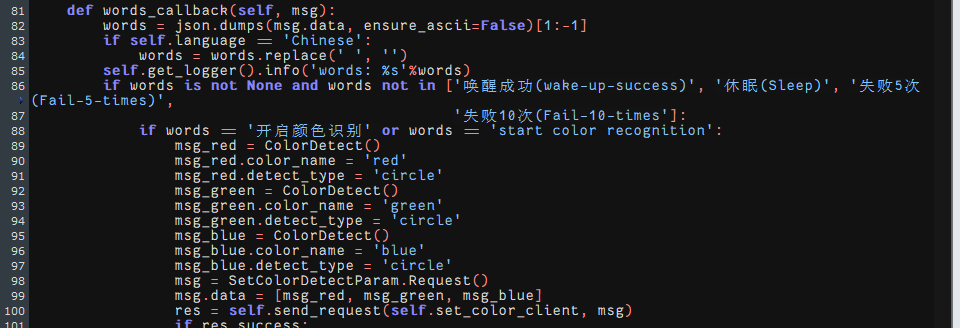 81 def words_callback(self, msg):
82 words = json.dumps(msg.data, ensure_ascii=False)[1:-1]
83 if self.language == 'Chinese':
84 words = words.replace(' ', '')
85 self.get_logger().info('words: %s'%words)
86 if words is not None and words not in ['唤醒成功(wake-up-success)', '休眠(Sleep)', '失败5次
(Fail-5-times)',
87 '失败10次(Fail-10-times']:
88 if words == '开启颜色识别' or words == 'start color recognition':
89 msg_red = ColorDetect()
90 msg_red.color_name = 'red'
91 msg_red.detect_type = 'circle'
92 msg_green = ColorDetect()
93 msg_green.color_name = 'green'
94 msg_green.detect_type = 'circle'
95 msg_blue = ColorDetect()
96 msg_blue.color_name = 'blue'
97 msg_blue.detect_type = 'circle'
98 msg = SetColorDetectParam.Request()
99 msg.data = [msg_red, msg_green, msg_blue]
100 res = self.send_request(self.set_color_client, msg)
101 if res.success: